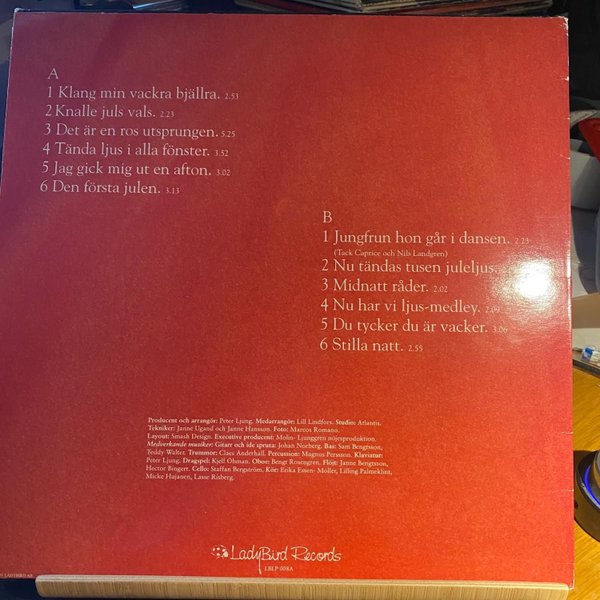 A
1 Klang min vackra bjällra. 2.53
2 Knalle juls vals. 2.23
3 Det är en ros utsprungen. 5.25
4 Tända ljus i alla fönster. 3.52
5 Jag gick mig ut en afton. 3.02
6 Den första julen. 3.13
B
1 Jungfrun hon går i dansen. 2.23
(Tack Caprice och Nils Landgren)
2 Nu tändas tusen juleljus.
3 Midnatt råder. 2.02
4 Nu har vi ljus-medley. 2.09
5 Du tycker du är vacker. 3.06
6 Stilla natt. 2.55
Producent och arrangör: Peter Ljung. Medarrangör: Lill Lindfors. Studio: Atlantis.
Tekniker: Janne Ugand och Janne Hansson. Foto: Marcos Romano.
Layout: Smash Design. Executive producent: Molin- Ljunggren nöjesproduktion.
Medverkande musiker: Gitarr och ide spruta: Johan Norberg. Bas: Sam Bengtsson,
Teddy Walter. Trummor: Claes Anderhall. Percussion: Magnus Persson. Klaviatur:
Peter Ljung. Dragspel: Kjell Öhman. Oboe: Bengt Rosengren. Flöjt: Janne Bengtsson,
Hector Bingert. Cello: Staffan Bergström. Kör: Erika Essen- Möller, Lilling Palmeklint,
Micke Hujanen, Lasse Risberg.
LadyBird Records
LBLP-008A
LADYBIRD AB